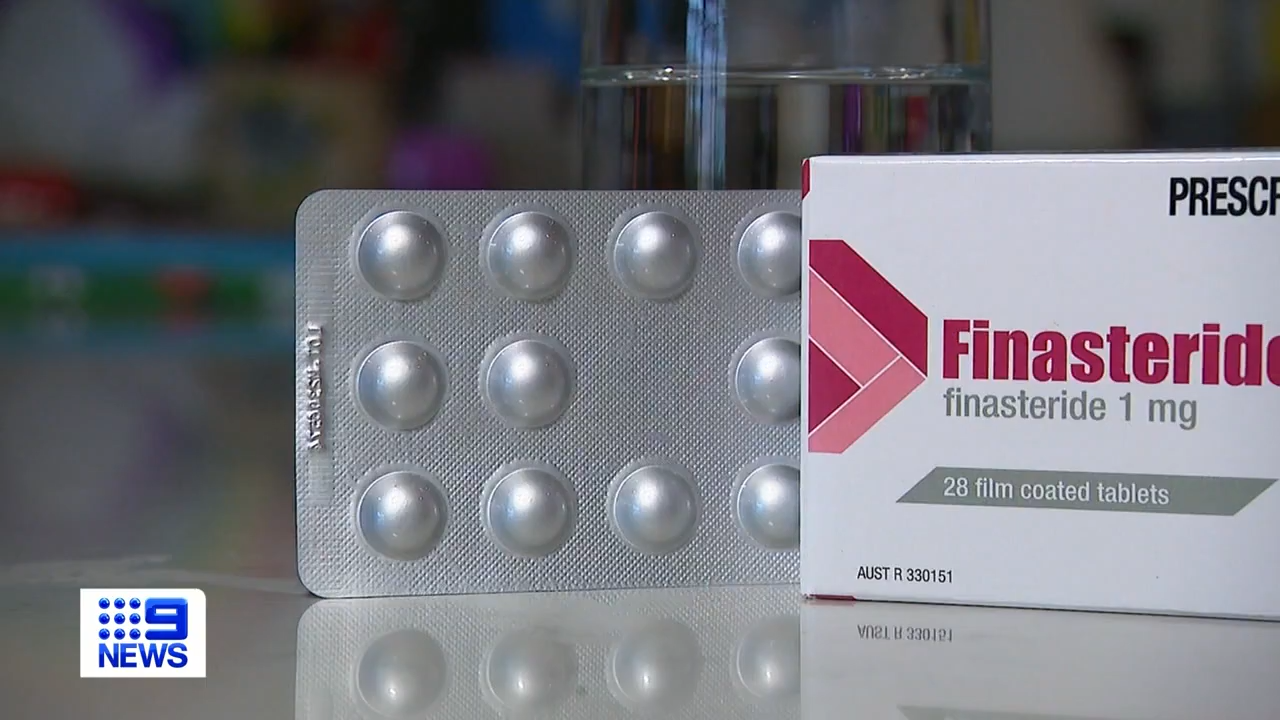 PRESCR
Finasteride
finasteride 1 mg
28 film coated tablets
AUST R 330151
9
NEWS